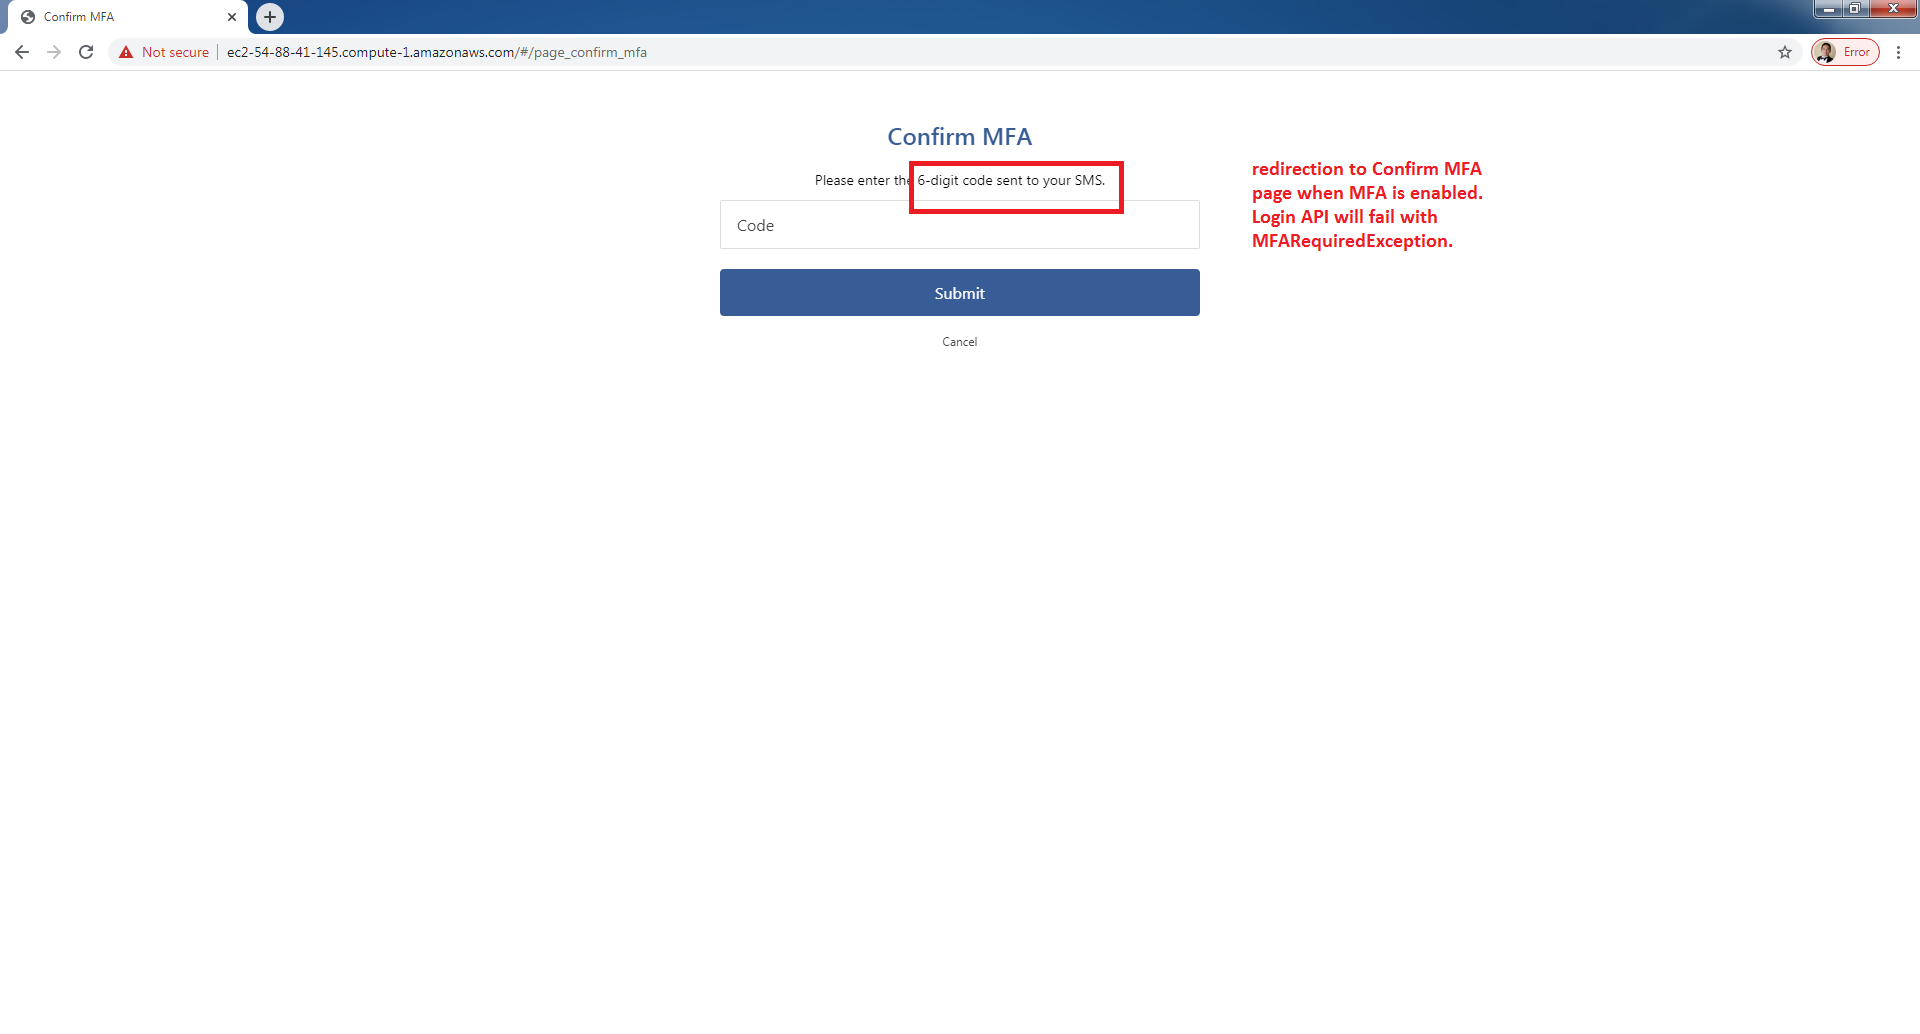 Confirm MFA
Not secure
ec2-54-88-41-145.compute-1.amazonaws.com/#/page_confirm_mfa
Error
Confirm MFA
Please enter the 6-digit code sent to your SMS.
Code
Submit
Cancel
redirection to Confirm MFA
page when MFA is enabled.
Login API will fail with
MFARequiredException.